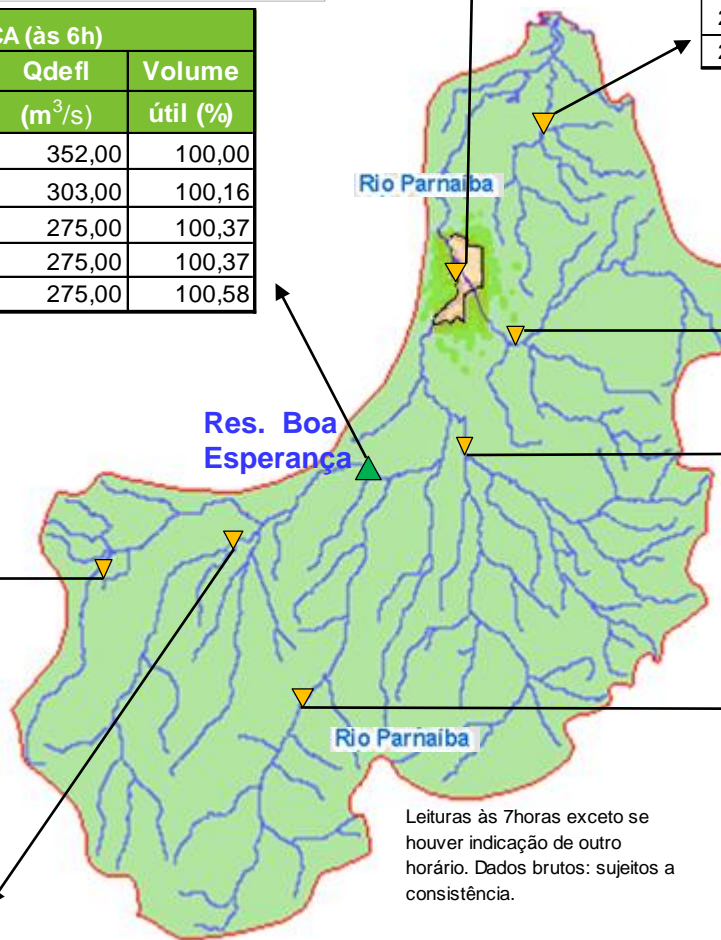 CA (às 6h)
Qdefl Volume
(m³/s) útil (%)
352,00 100,00
303,00 100,16
275,00 100,37
275,00 100,37
275,00 100,58
2
2
Rio Parnaíba
Res. Boa
Esperança
Rio Parnaíba
Leituras às 7horas exceto se
houver indicação de outro
horário. Dados brutos: sujeitos a
consistência.